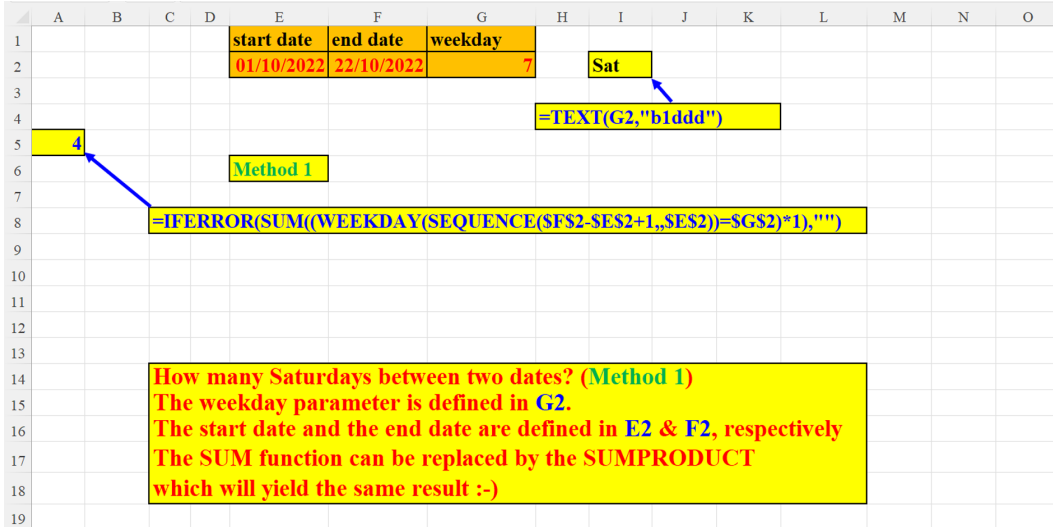 A B C D E F G H I J K L M N O
1 start date end date weekday
2 01/10/2022 22/10/2022 7 Sat
3
4 =TEXT(G2,"b1ddd")
5 4
6 Method 1
7
8 =IFERROR(SUM((WEEKDAY(SEQUENCE($F$2-$E$2+1,,$E$2))=$G$2)*1),"")
9
10
11
12
13
14 How many Saturdays between two dates? (Method 1)
15 The weekday parameter is defined in G2.
16 The start date and the end date are defined in E2 & F2, respectively
17 The SUM function can be replaced by the SUMPRODUCT
18 which will yield the same result :-)
19